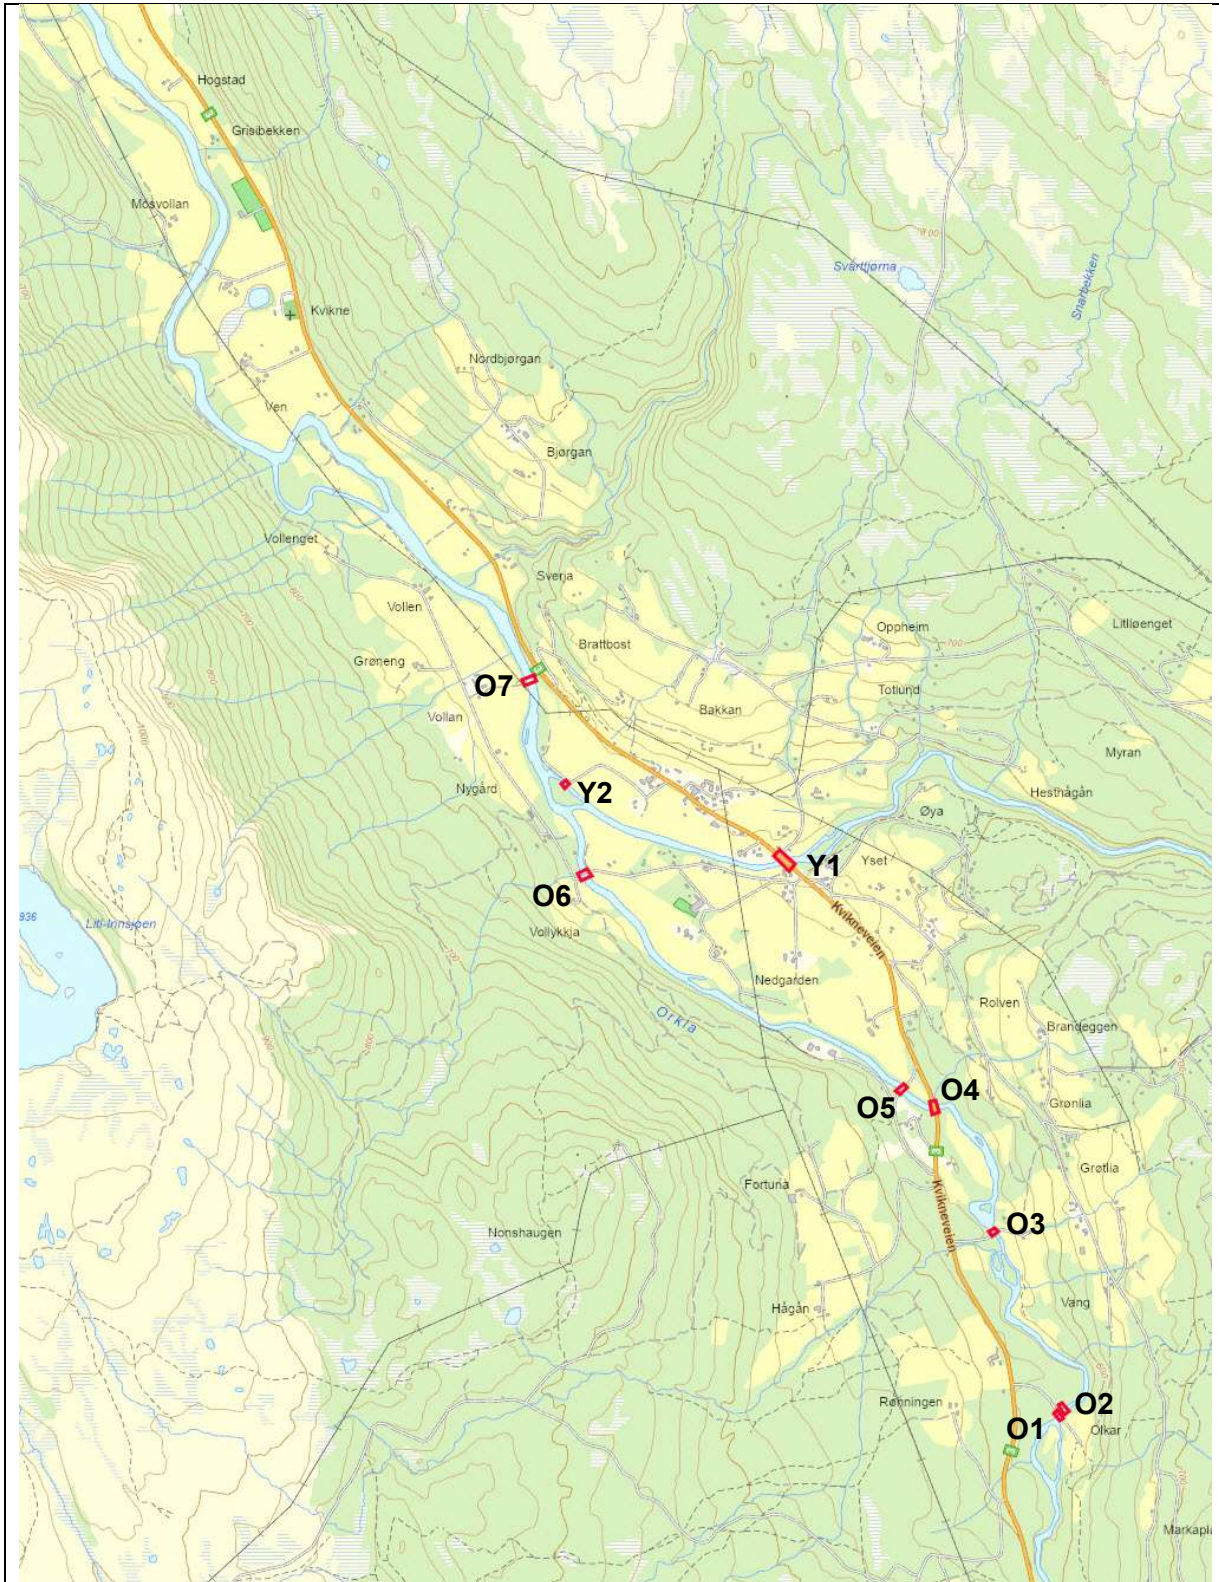 Hogstad
Grisibekken
Mosvollan
Svarttjørna
Snarbekken
Kvikne
Nordbjørgan
Ven
Bjørgan
Vollenget
Sverja
Vollen
Oppheim
Litlløenget
Brattbost
Grøneng
O7
Totlund
Bakkan
Vollan
Myran
Nygård
Y2
Hesthågån
Øya
Y1
Yset
O6
936
Litl-Innsjøen
Vollykkja
Kvikneveien
Nedgarden
Rolven
Orkla
Brandeggen
O5
O4
Grønlia
Grøtlia
Fortuna
Kvikneveien
Nonshaugen
O3
Hågån
Vang
Rønningen
O2
O1
Olkar
Markapla